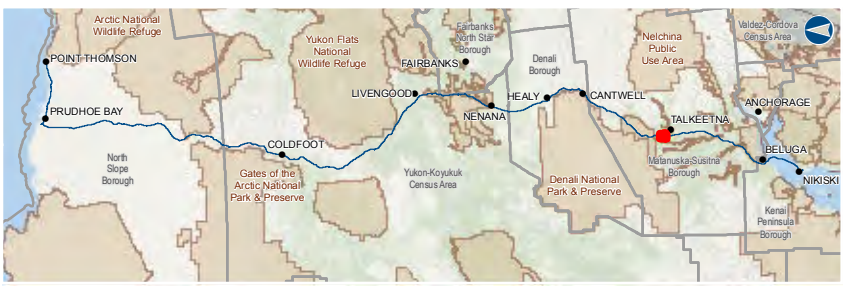 Arctic National
Wildlife Refuge
Yukon Flats
National
Wildlife Refuge
Fairbanks
North Star
Borough
Nelchina
Public
Use Area
Valdez-Cordova
Census Area
POINT THOMSON
FAIRBANKS
Denali
Borough
LIVENGOOD
HEALY
CANTWELL
ANCHORAGE
PRUDHOE BAY
NENANA
TALKEETNA
COLDFOOT
BELUGA
North
Slope
Borough
Gates of the
Arctic National
Park & Preserve
Yukon-Koyukuk
Census Area
Denali National
Park & Preserve
Matanuska-Susitna
Borough
NIKISKI
Kenai
Peninsula
Borough